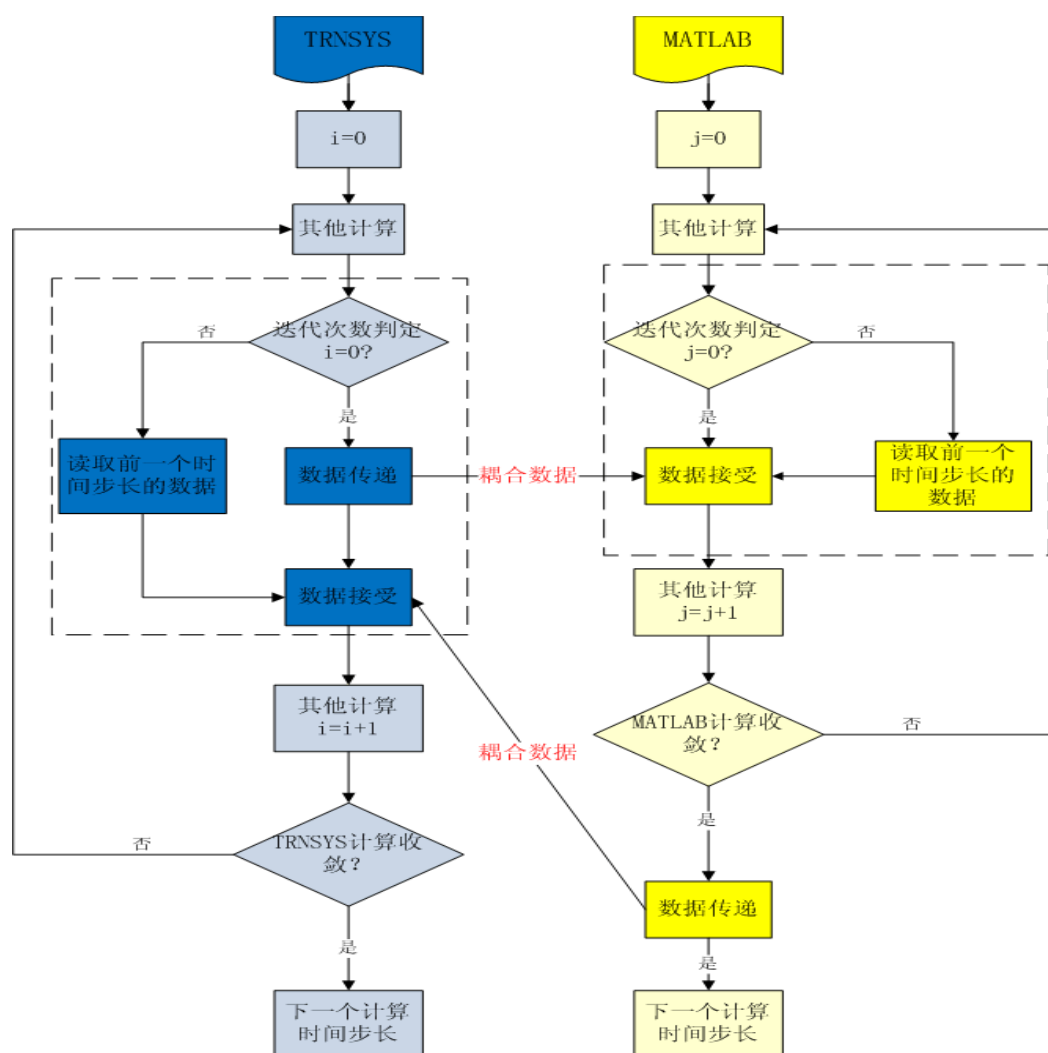 TRNSYS
MATLAB
i=0
j=0
其他计算
其他计算
迭代次数判定
i=0?
迭代次数判定
j=0?
否
否
是
是
读取前一个时
间步长的数据
数据传递
耦合数据
数据接受
读取前一个
时间步长的
数据
数据接受
其他计算
j=j+1
其他计算
i=i+1
MATLAB计算收
敛？
否
耦合数据
TRNSYS计算收
敛？
否
是
数据传递
是
是
下一个计算
时间步长
下一个计算
时间步长